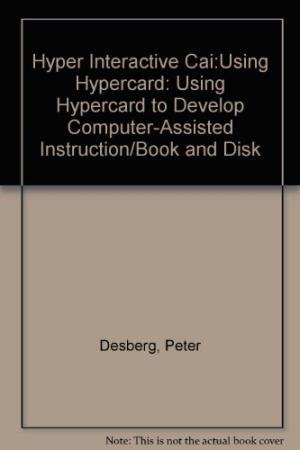 Hyper Interactive Cai:Using
Hypercard: Using
Hypercard to Develop
Computer-Assisted
Instruction/Book and Disk
Desberg, Peter
Note: This is not the actual book cover